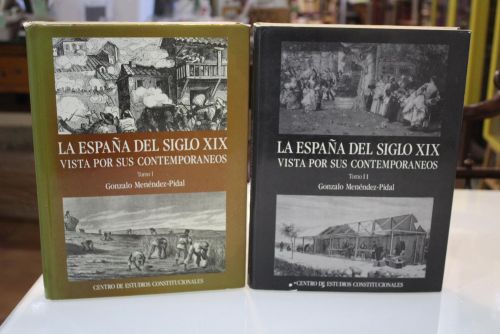 LA ESPAÑA DEL SIGLO XIX
VISTA POR SUS CONTEMPORANEOS
Tomo I
Gonzalo Menéndez-Pidal
CENTRO DE ESTUDIOS CONSTITUCIONALES
LA ESPAÑA DEL SIGLO XIX
VISTA POR SUS CONTEMPORANEOS
Tomo II
Gonzalo Menéndez-Pidal
CENTRO DE ESTUDIOS CONSTITUCIONALES